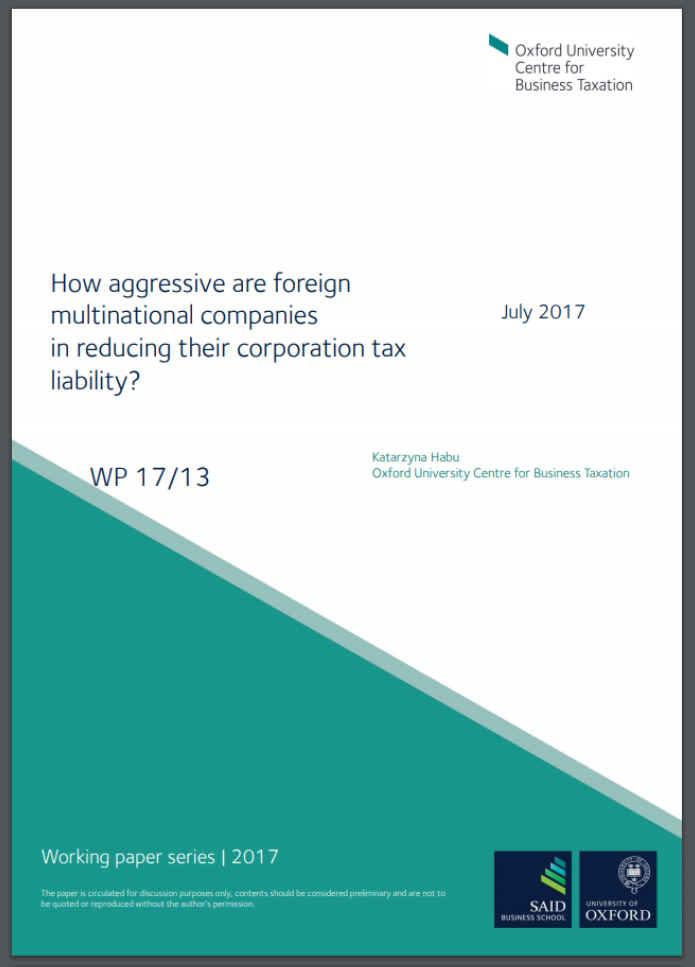 Oxford University
Centre for
Business Taxation
How aggressive are foreign
multinational companies
in reducing their corporation tax
liability?
July 2017
WP 17/13
Katarzyna Habu
Oxford University Centre for Business Taxation
Working paper series | 2017
The paper is circulated for discussion purposes only, contents should be considered preliminary and are not to
be quoted or reproduced without the author's permission.
SAID
BUSINESS SCHOOL
UNIVERSITY OF
OXFORD